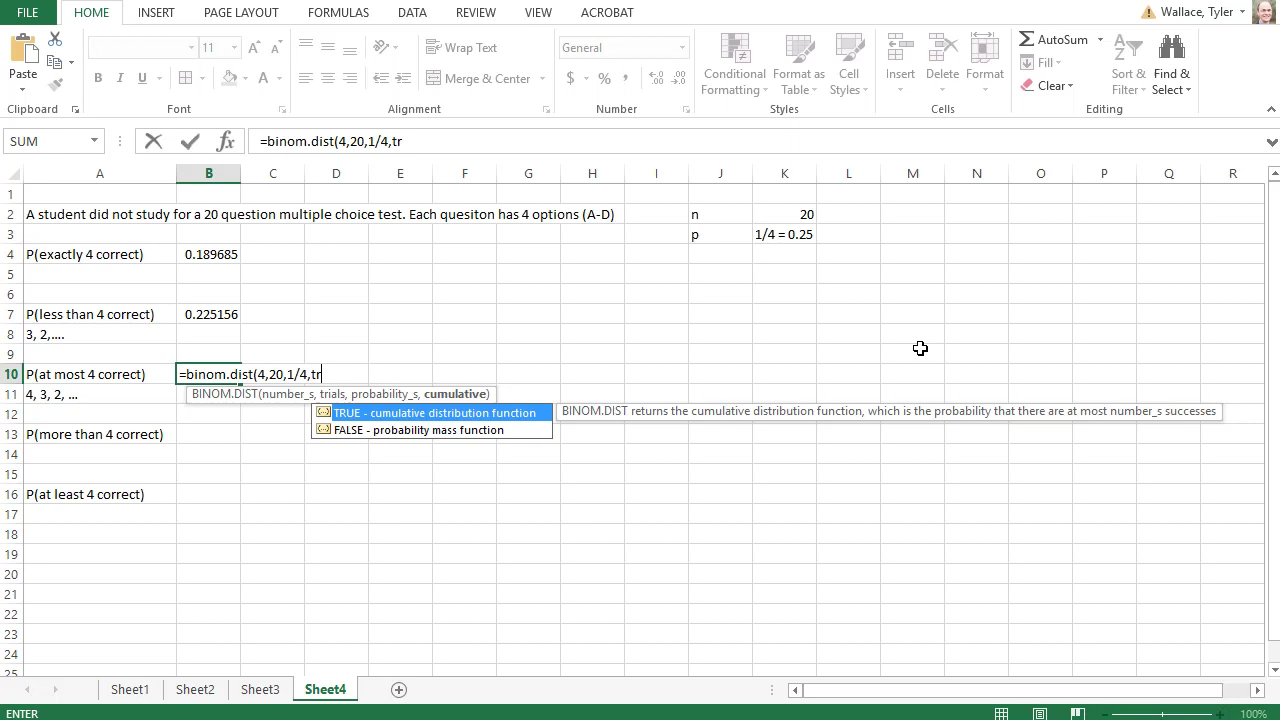 FILE HOME INSERT PAGE LAYOUT FORMULAS DATA REVIEW VIEW ACROBAT Wallace, Tyler
Paste
11
B I U
A A
Wrap Text
Merge & Center
General
$ % ,
Conditional Formatting
Format as Table
Cell Styles
Insert Delete Format
AutoSum
Fill
Clear
Sort & Filter
Find & Select
Clipboard Font Alignment Number Styles Cells Editing
SUM fx =binom.dist(4,20,1/4,tr
A B C D E F G H I J K L M N O P Q R
1
2 A student did not study for a 20 question multiple choice test. Each quesiton has 4 options (A-D) n 20
3 p 1/4 = 0.25
4 P(exactly 4 correct) 0.189685
5
6
7 P(less than 4 correct) 0.225156
8 3, 2,....
9
10 P(at most 4 correct) =binom.dist(4,20,1/4,tr
11 4, 3, 2, ... BINOM.DIST(number_s, trials, probability_s, cumulative)
12 TRUE - cumulative distribution function BINOM.DIST returns the cumulative distribution function, which is the probability that there are at most number_s successes
FALSE - probability mass function
13 P(more than 4 correct)
14
15
16 P(at least 4 correct)
17
18
19
20
21
22
23
24
25
Sheet1 Sheet2 Sheet3 Sheet4
ENTER 100%